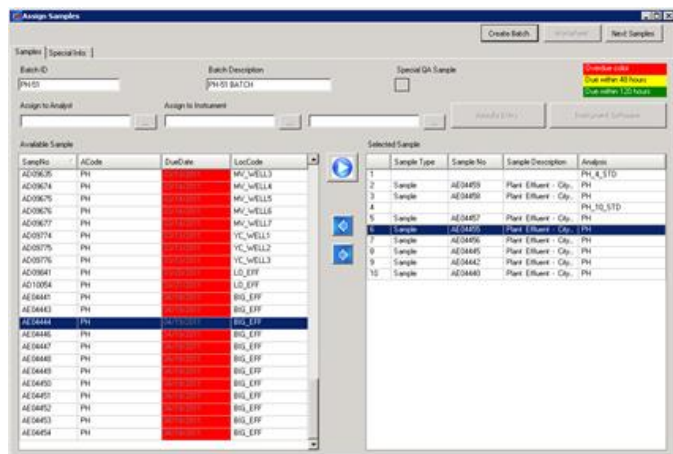 Assign Samples
Create Batch Worksheet Next Samples
Samples Special Info
Batch ID Batch Description Special QA Sample Overdue color
PH-51 PH-51 BATCH Due within 48 hours
Due within 120 hours
Assign to Analyst Assign to Instrument
... ... ... Results Entry Instrument Software
Available Sample Selected Sample
SampNo ACode DueDate LocCode
AD09635 PH MV_WELL3
AD09674 PH MV_WELL4
AD09675 PH MV_WELL5
AD09676 PH MV_WELL6
AD09677 PH MV_WELL7
AD09774 PH YC_WELL1
AD09775 PH YC_WELL2
AD09776 PH YC_WELL3
AD09841 PH LO_EFF
AD10054 PH LO_EFF
AE04441 PH BIG_EFF
AE04443 PH BIG_EFF
AE04444 PH BIG_EFF
AE04446 PH BIG_EFF
AE04447 PH BIG_EFF
AE04448 PH BIG_EFF
AE04449 PH BIG_EFF
AE04450 PH BIG_EFF
AE04451 PH BIG_EFF
AE04452 PH BIG_EFF
AE04453 PH BIG_EFF
AE04454 PH BIG_EFF
Sample Type Sample No Sample Description Analysis
1 PH_4_STD
2 Sample AE04459 Plant Effluent - City.. PH
3 Sample AE04458 Plant Effluent - City.. PH
4 PH_10_STD
5 Sample AE04457 Plant Effluent - City.. PH
6 Sample AE04455 Plant Effluent - City.. PH
7 Sample AE04456 Plant Effluent - City.. PH
8 Sample AE04445 Plant Effluent - City.. PH
9 Sample AE04442 Plant Effluent - City.. PH
10 Sample AE04440 Plant Effluent - City.. PH